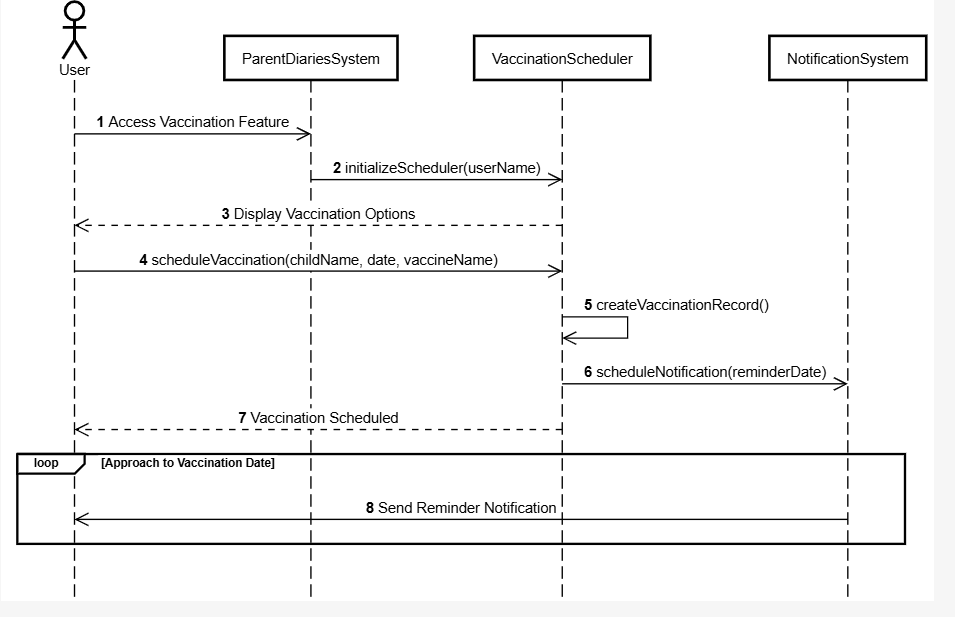 User
ParentDiariesSystem
VaccinationScheduler
NotificationSystem
1 Access Vaccination Feature
2 initializeScheduler(userName)
3 Display Vaccination Options
4 scheduleVaccination(childName, date, vaccineName)
5 createVaccinationRecord()
6 scheduleNotification(reminderDate)
7 Vaccination Scheduled
loop [Approach to Vaccination Date]
8 Send Reminder Notification